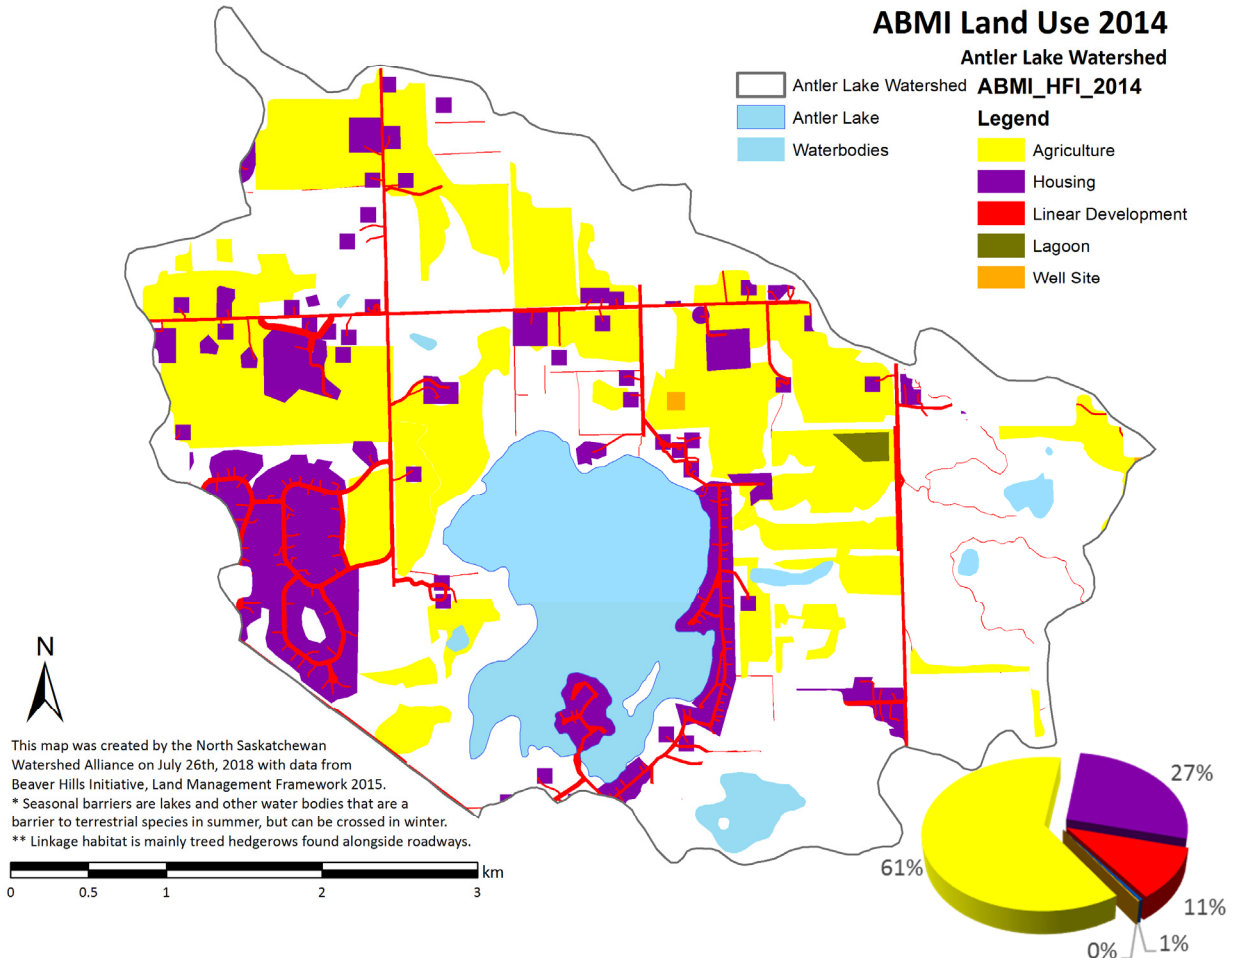 ABMI Land Use 2014
Antler Lake Watershed
Antler Lake Watershed
Antler Lake
Waterbodies
ABMI_HFI_2014
Legend
Agriculture
Housing
Linear Development
Lagoon
Well Site
N
This map was created by the North Saskatchewan
Watershed Alliance on July 26th, 2018 with data from
Beaver Hills Initiative, Land Management Framework 2015.
* Seasonal barriers are lakes and other water bodies that are a
barrier to terrestrial species in summer, but can be crossed in winter.
** Linkage habitat is mainly treed hedgerows found alongside roadways.
km
0 0.5 1 2 3
27%
61%
11%
1%
0%